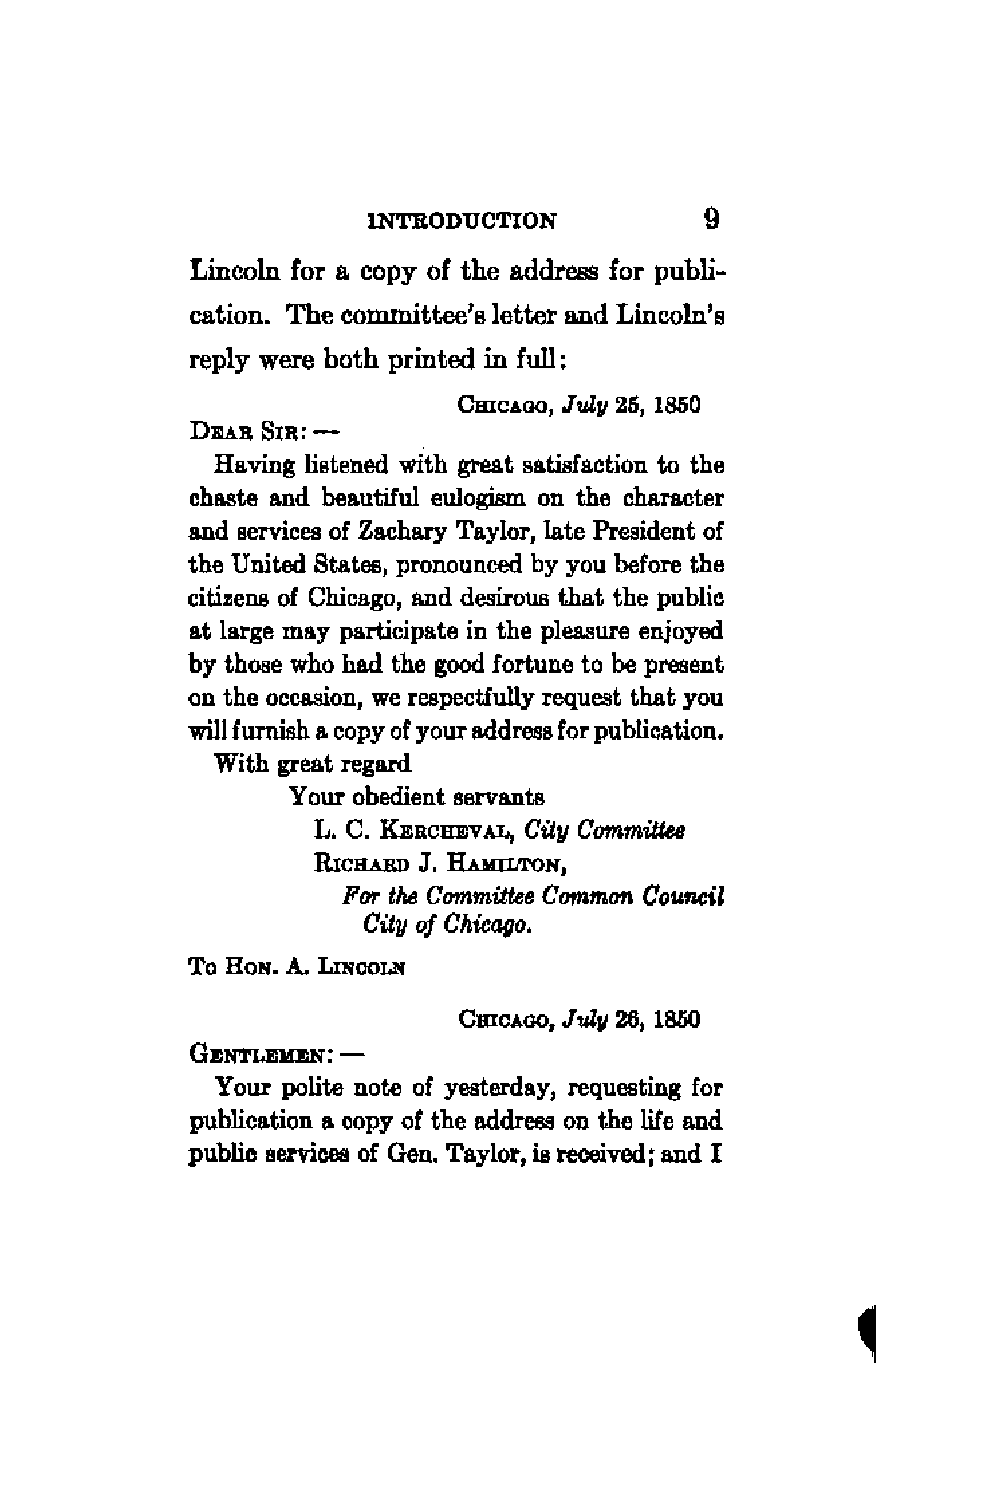 INTRODUCTION 9
Lincoln for a copy of the address for publi-
cation. The committee's letter and Lincoln's
reply were both printed in full:
CHICAGO, July 25, 1850
DEAR SIR: —
Having listened with great satisfaction to the
chaste and beautiful eulogism on the character
and services of Zachary Taylor, late President of
the United States, pronounced by you before the
citizens of Chicago, and desirous that the public
at large may participate in the pleasure enjoyed
by those who had the good fortune to be present
on the occasion, we respectfully request that you
will furnish a copy of your address for publication.
With great regard
Your obedient servants
L. C. KERCHEVAL, City Committee
RICHARD J. HAMILTON,
For the Committee Common Council
City of Chicago.
To HON. A. LINCOLN
CHICAGO, July 26, 1850
GENTLEMEN: —
Your polite note of yesterday, requesting for
publication a copy of the address on the life and
public services of Gen. Taylor, is received; and I